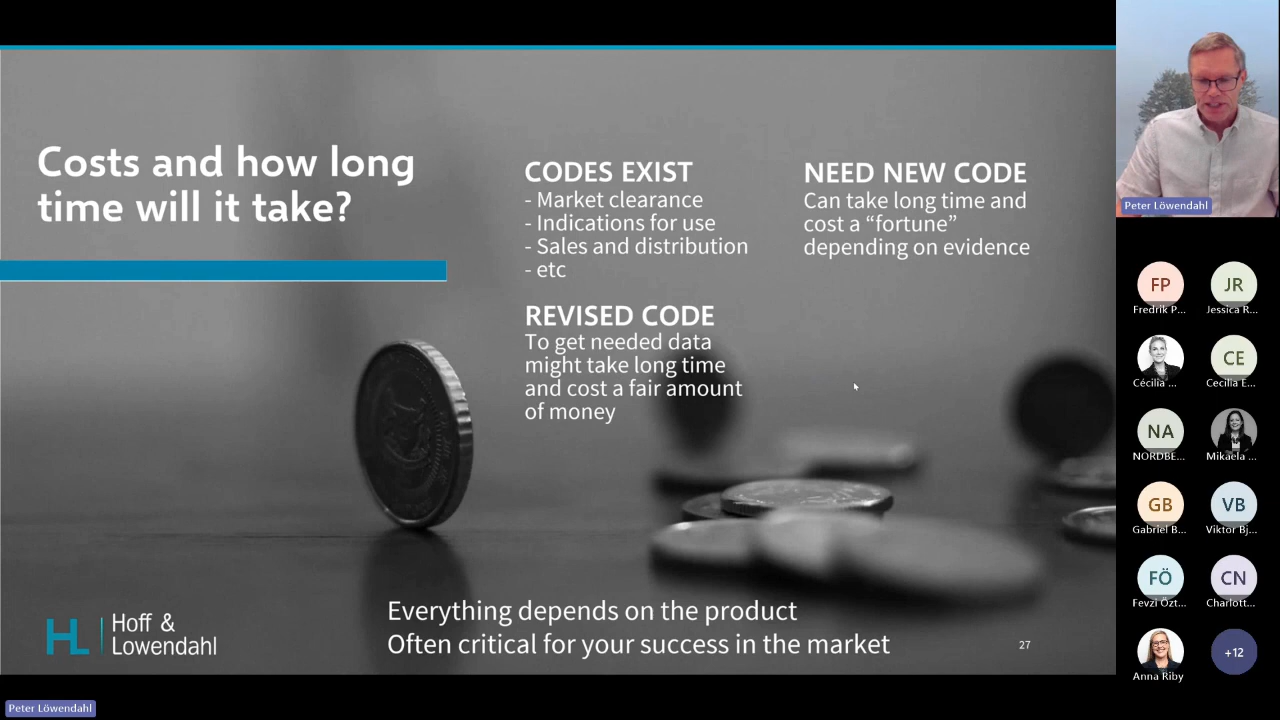 Costs and how long
time will it take?
CODES EXIST
- Market clearance
- Indications for use
- Sales and distribution
- etc
REVISED CODE
To get needed data
might take long time
and cost a fair amount
of money
NEED NEW CODE
Can take long time and
cost a “fortune”
depending on evidence
Everything depends on the product
Often critical for your success in the market
27
HL
Hoff &
Lowendahl
Peter Löwendahl
FP
Fredrik P...
JR
Jessica R...
Cécilia ...
CE
Cecilia E...
NA
NORDBE...
Mikaela ...
GB
Gabriel B...
VB
Viktor Bj...
FÖ
Fevzi Özt...
CN
Charlott...
Anna Riby
+12
Peter Löwendahl